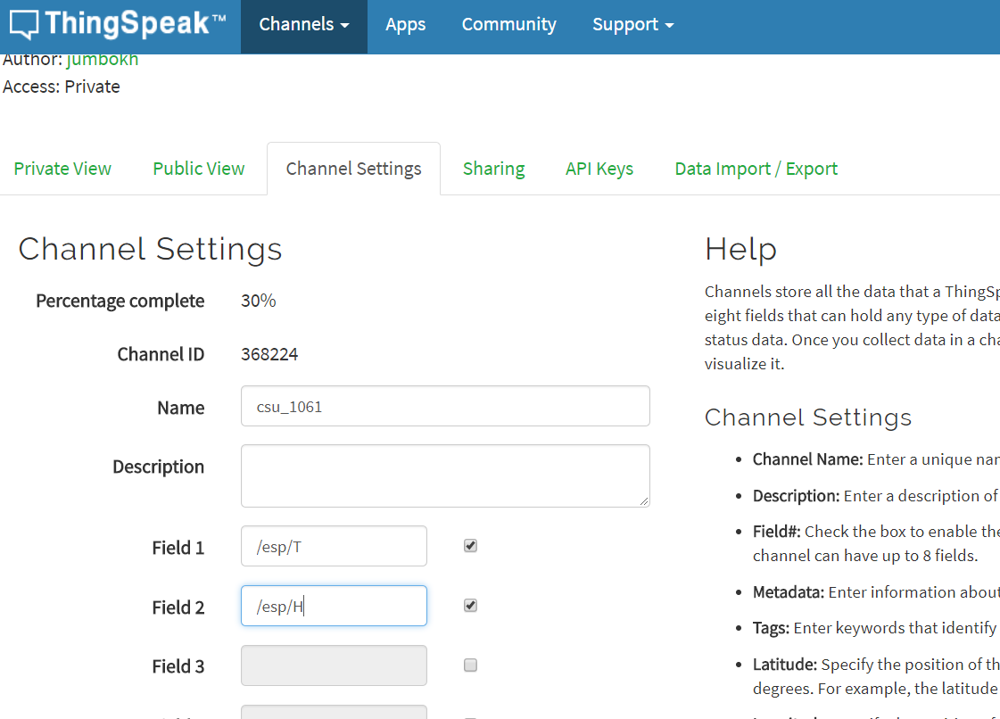 ThingSpeak™ Channels Apps Community Support
Author: jumbokh
Access: Private
Private View Public View Channel Settings Sharing API Keys Data Import / Export
Channel Settings
Percentage complete 30%
Channel ID 368224
Name csu_1061
Description
Field 1 /esp/T
Field 2 /esp/H
Field 3
Help
Channels store all the data that a ThingSp
eight fields that can hold any type of data
status data. Once you collect data in a cha
visualize it.
Channel Settings
• Channel Name: Enter a unique nar
• Description: Enter a description of
• Field#: Check the box to enable the
channel can have up to 8 fields.
• Metadata: Enter information about
• Tags: Enter keywords that identify
• Latitude: Specify the position of th
degrees. For example, the latitude